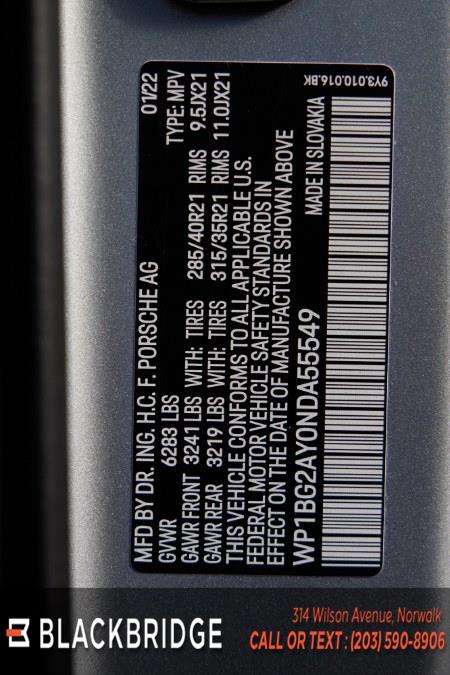 MFD BY DR. ING. H.C. F. PORSCHE AG 01/22
GVWR 6283 LBS TYPE: MPV
GAWR FRONT 3241 LBS WITH: TIRES 285/40R21 RIMS 9.5JX21
GAWR REAR 3219 LBS WITH: TIRES 315/35R21 RIMS 11.0JX21
THIS VEHICLE CONFORMS TO ALL APPLICABLE U.S.
FEDERAL MOTOR VEHICLE SAFETY STANDARDS IN
EFFECT ON THE DATE OF MANUFACTURE SHOWN ABOVE
WP1BG2AY0NDA55549 MADE IN SLOVAKIA
9Y3.010.016.BK
BLACKBRIDGE
314 Wilson Avenue, Norwalk
CALL OR TEXT : (203) 590-8906